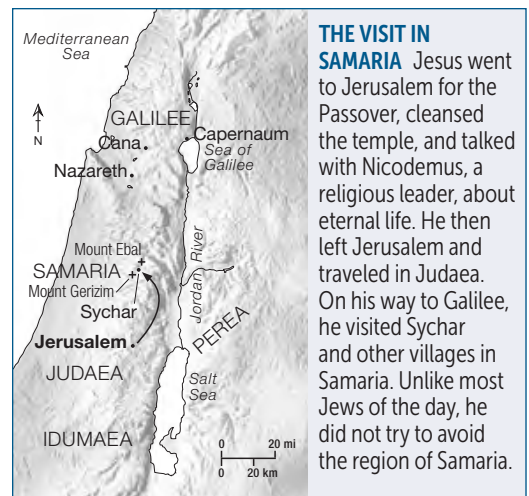 Mediterranean
Sea
N
GALILEE
Cana
Capernaum
Sea of
Galilee
Nazareth
Mount Ebal
SAMARIA
Mount Gerizim
Sychar
Jordan River
PEREA
Jerusalem
JUDAEA
Salt
Sea
IDUMAEA
0 20 mi
0 20 km
THE VISIT IN
SAMARIA Jesus went
to Jerusalem for the
Passover, cleansed
the temple, and talked
with Nicodemus, a
religious leader, about
eternal life. He then
left Jerusalem and
traveled in Judaea.
On his way to Galilee,
he visited Sychar
and other villages in
Samaria. Unlike most
Jews of the day, he
did not try to avoid
the region of Samaria.